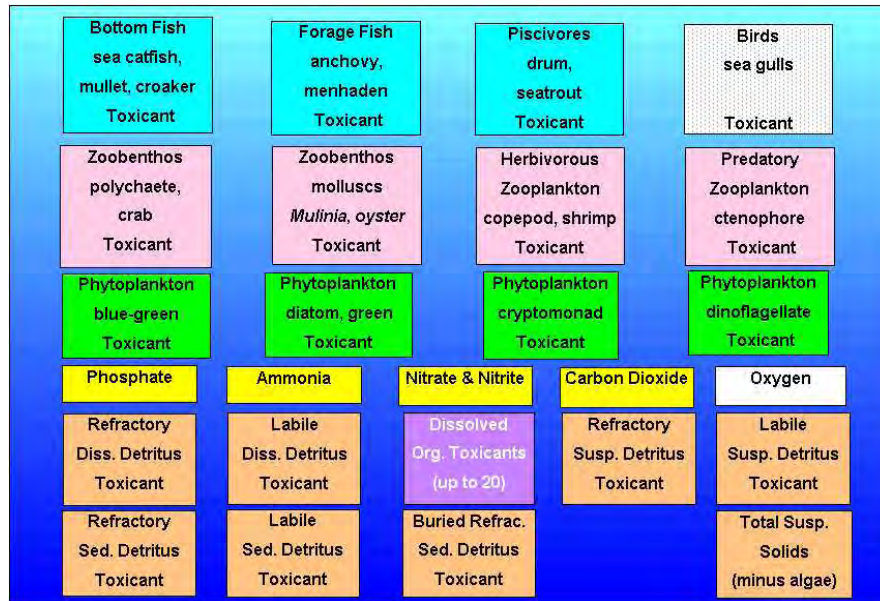 Bottom Fish
sea catfish,
mullet, croaker
Toxicant
Forage Fish
anchovy,
menhaden
Toxicant
Piscivores
drum,
seatrout
Toxicant
Birds
sea gulls
Toxicant
Zoobenthos
polychaete,
crab
Toxicant
Zoobenthos
molluscs
Mulinia, oyster
Toxicant
Herbivorous
Zooplankton
copepod, shrimp
Toxicant
Predatory
Zooplankton
ctenophore
Toxicant
Phytoplankton
blue-green
Toxicant
Phytoplankton
diatom, green
Toxicant
Phytoplankton
cryptomonad
Toxicant
Phytoplankton
dinoflagellate
Toxicant
Phosphate
Ammonia
Nitrate & Nitrite
Carbon Dioxide
Oxygen
Refractory
Diss. Detritus
Toxicant
Labile
Diss. Detritus
Toxicant
Dissolved
Org. Toxicants
(up to 20)
Refractory
Susp. Detritus
Toxicant
Labile
Susp. Detritus
Toxicant
Refractory
Sed. Detritus
Toxicant
Labile
Sed. Detritus
Toxicant
Buried Refrac.
Sed. Detritus
Toxicant
Total Susp.
Solids
(minus algae)